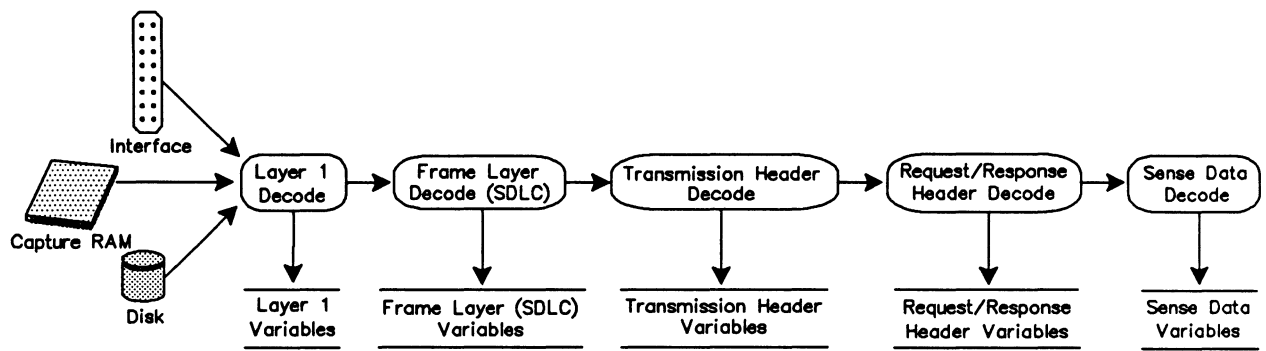 Interface
Capture RAM
Disk
Layer 1
Decode
Frame Layer
Decode (SDLC)
Transmission Header
Decode
Request/Response
Header Decode
Sense Data
Decode
Layer 1
Variables
Frame Layer (SDLC)
Variables
Transmission Header
Variables
Request/Response
Header Variables
Sense Data
Variables